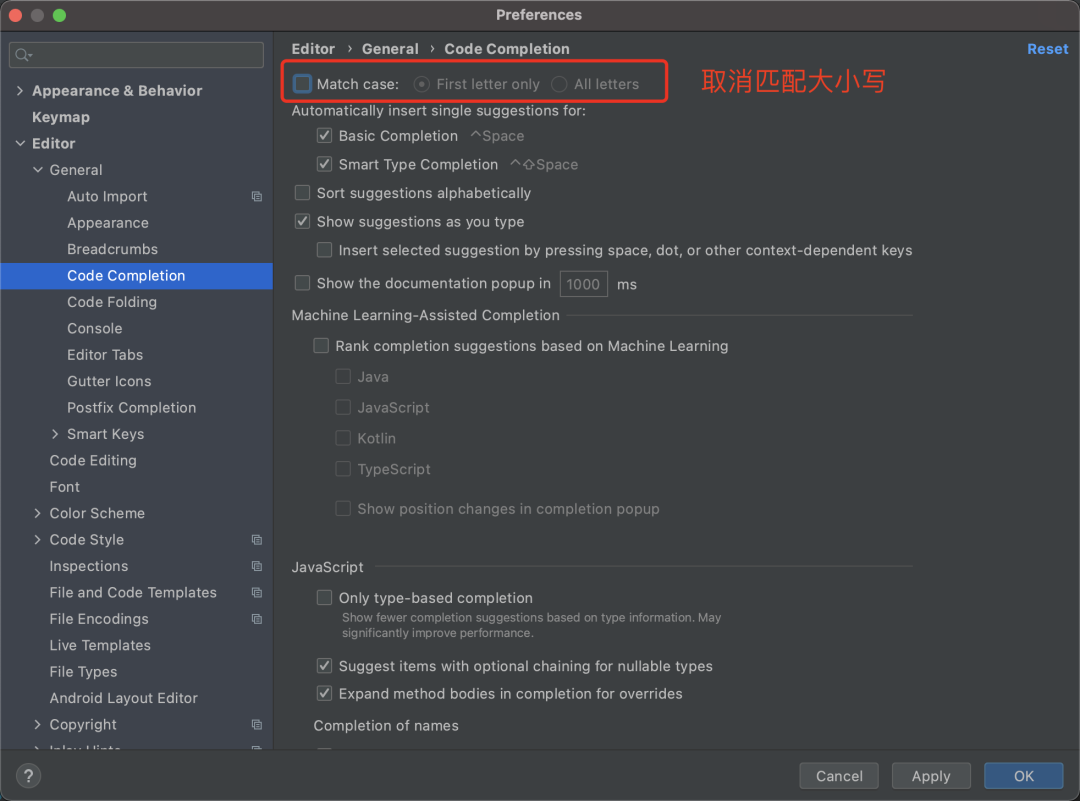 Preferences
Editor › General › Code Completion
Reset
Match case: First letter only All letters
取消匹配大小写
Automatically insert single suggestions for:
Basic Completion ^Space
Smart Type Completion ^⇧Space
Sort suggestions alphabetically
Show suggestions as you type
Insert selected suggestion by pressing space, dot, or other context-dependent keys
Show the documentation popup in 1000 ms
Machine Learning-Assisted Completion
Rank completion suggestions based on Machine Learning
Java
JavaScript
Kotlin
TypeScript
Show position changes in completion popup
JavaScript
Only type-based completion
Show fewer completion suggestions based on type information. May
significantly improve performance.
Suggest items with optional chaining for nullable types
Expand method bodies in completion for overrides
Completion of names
Appearance & Behavior
Keymap
Editor
General
Auto Import
Appearance
Breadcrumbs
Code Completion
Code Folding
Console
Editor Tabs
Gutter Icons
Postfix Completion
Smart Keys
Code Editing
Font
Color Scheme
Code Style
Inspections
File and Code Templates
File Encodings
Live Templates
File Types
Android Layout Editor
Copyright
Inlay Hints
?
Cancel
Apply
OK